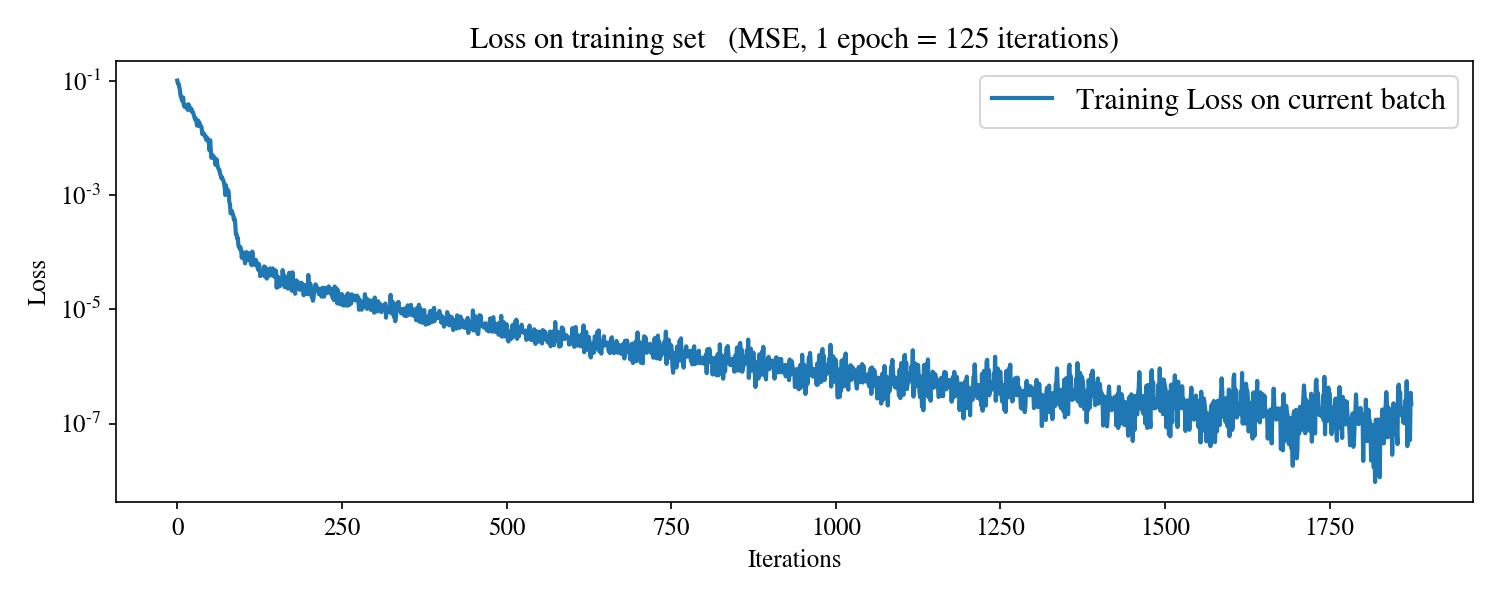 Loss on training set (MSE, 1 epoch = 125 iterations)
Training Loss on current batch
Loss
10^-1
10^-3
10^-5
10^-7
0 250 500 750 1000 1250 1500 1750
Iterations